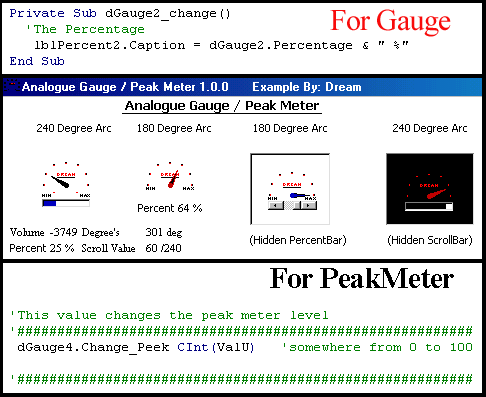 Private Sub dGauge2_change()
For Gauge
'The Percentage
lblPercent2.Caption = dGauge2.Percentage & " %"
End Sub
Analogue Gauge / Peak Meter 1.0.0 Example By: Dream
Analogue Gauge / Peak Meter
240 Degree Arc 180 Degree Arc 180 Degree Arc 240 Degree Arc
DREAM DREAM DREAM DREAM
MIN MAX MIN MAX MIN MAX MIN MAX
Percent 64 %
Volume -3749 Degree's 301 deg
(Hidden PercentBar) (Hidden ScrollBar)
Percent 25 % Scroll Value 60 /240
For PeakMeter
'This value changes the peak meter level
'########################################################
dGauge4.Change_Peek CInt(ValU) 'somewhere from 0 to 100
'########################################################